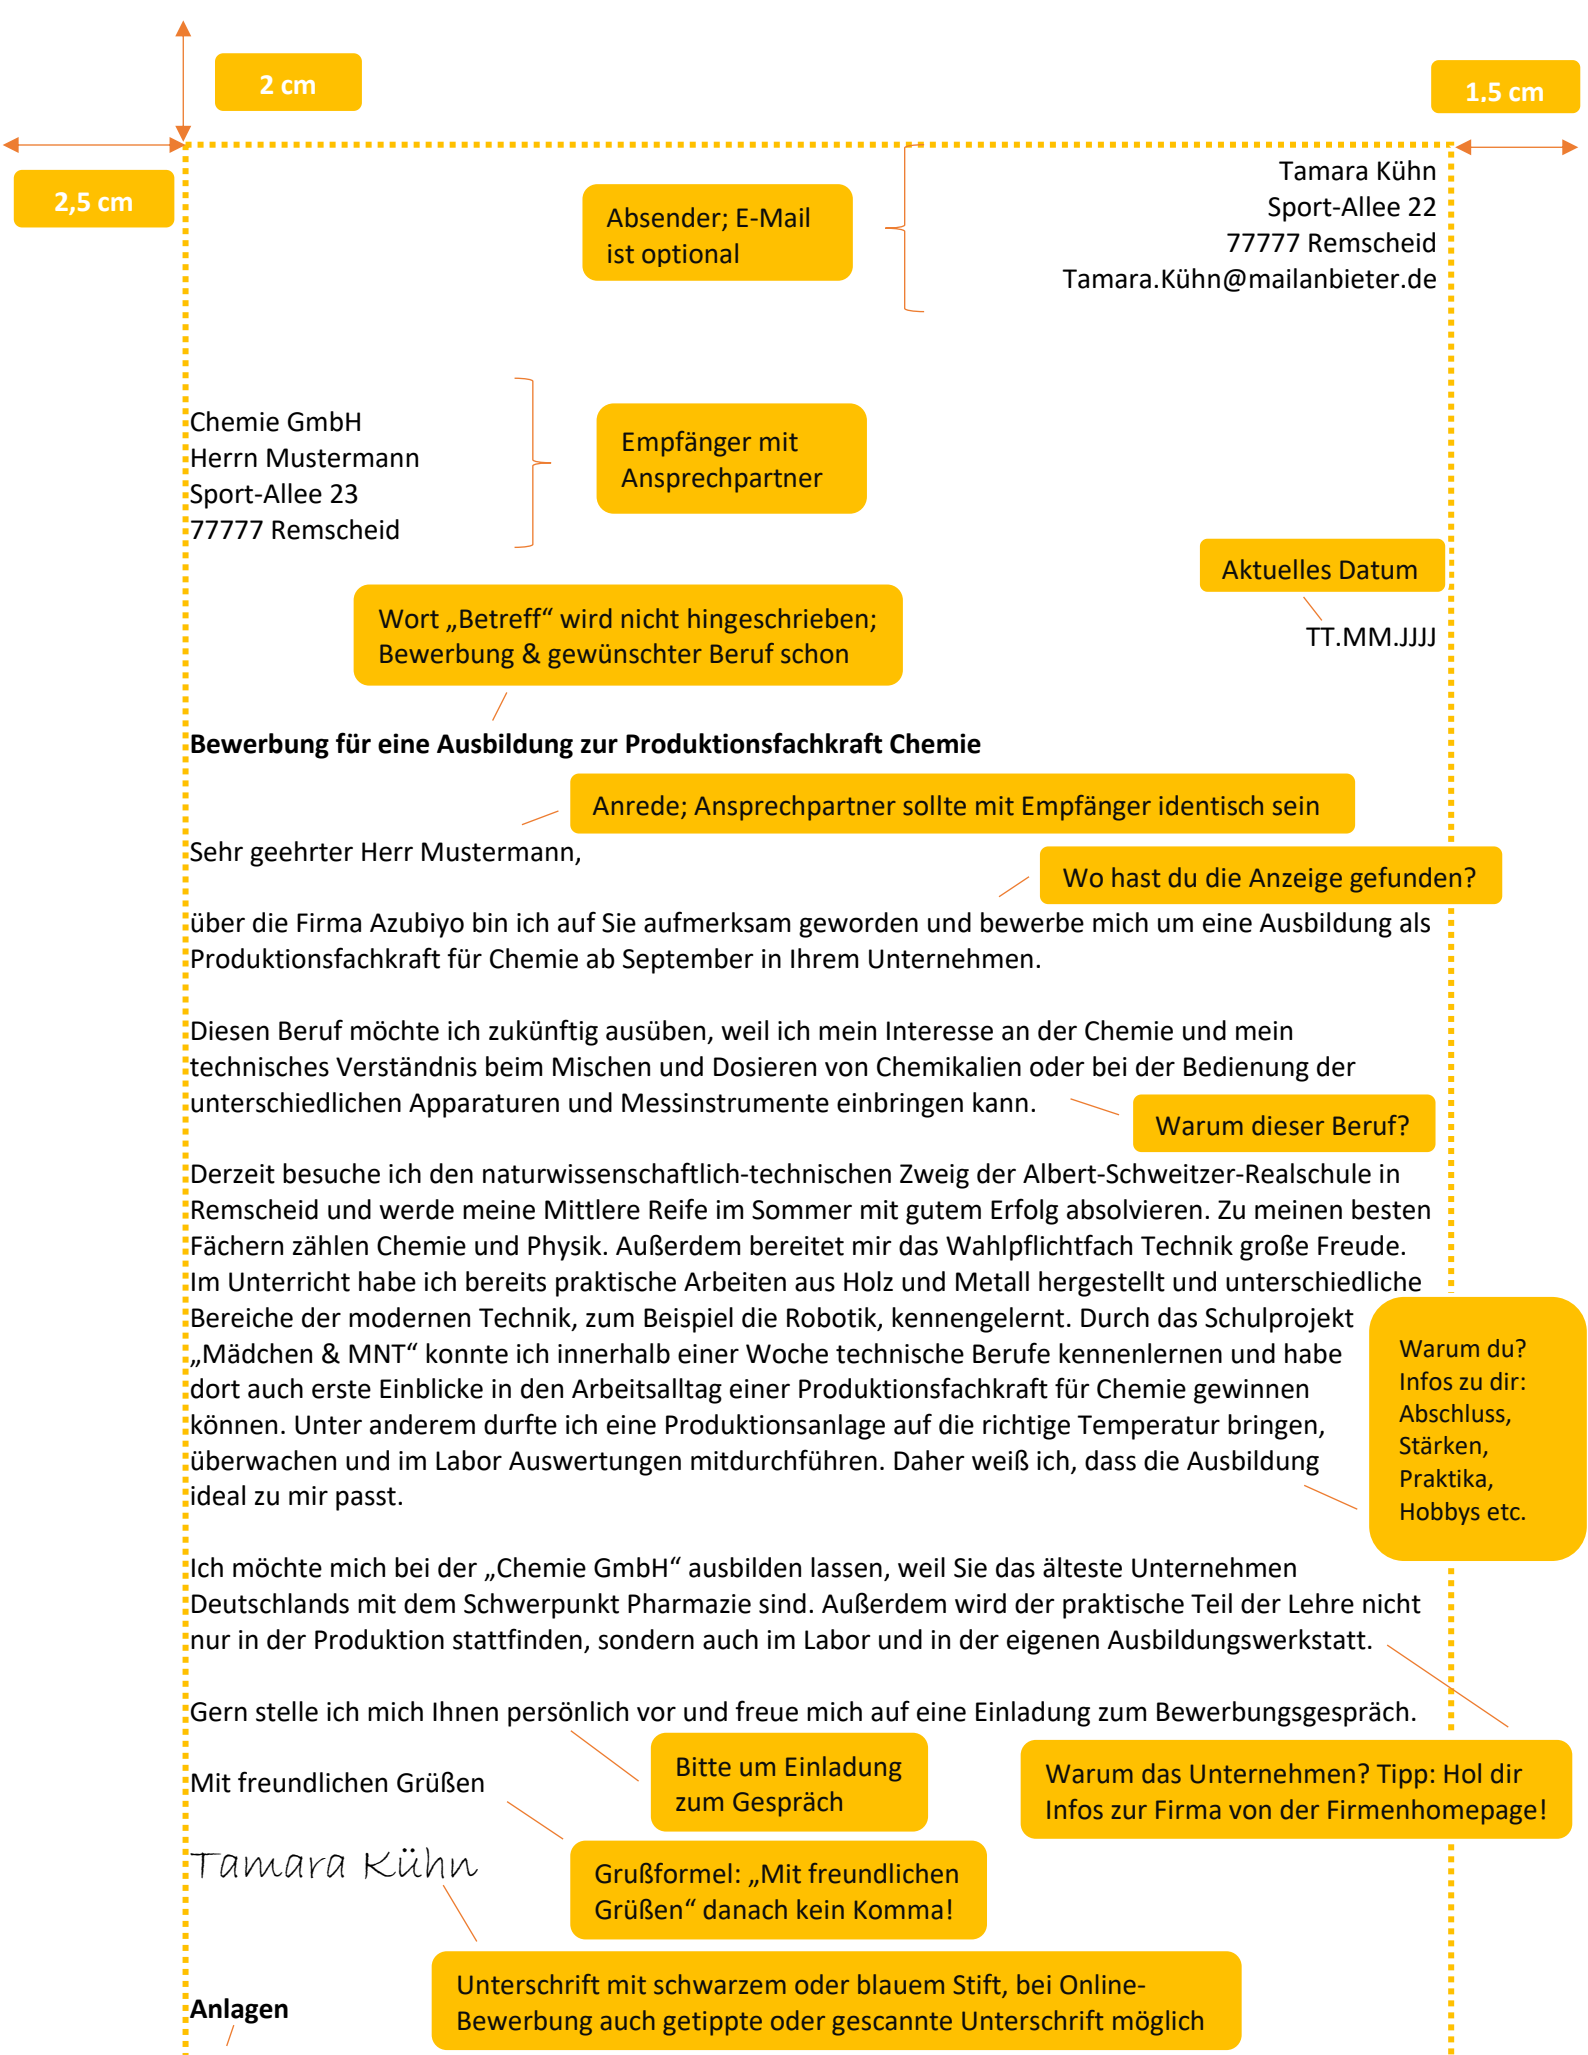 2 cm
1,5 cm
2,5 cm
Absender; E-Mail
ist optional
Tamara Kühn
Sport-Allee 22
77777 Remscheid
Tamara.Kühn@mailanbieter.de
Chemie GmbH
Herrn Mustermann
Sport-Allee 23
77777 Remscheid
Empfänger mit
Ansprechpartner
Aktuelles Datum
TT.MM.JJJJ
Wort „Betreff“ wird nicht hingeschrieben;
Bewerbung & gewünschter Beruf schon
Bewerbung für eine Ausbildung zur Produktionsfachkraft Chemie
Anrede; Ansprechpartner sollte mit Empfänger identisch sein
Sehr geehrter Herr Mustermann,
Wo hast du die Anzeige gefunden?
über die Firma Azubiyo bin ich auf Sie aufmerksam geworden und bewerbe mich um eine Ausbildung als
Produktionsfachkraft für Chemie ab September in Ihrem Unternehmen.
Diesen Beruf möchte ich zukünftig ausüben, weil ich mein Interesse an der Chemie und mein
technisches Verständnis beim Mischen und Dosieren von Chemikalien oder bei der Bedienung der
unterschiedlichen Apparaturen und Messinstrumente einbringen kann.
Warum dieser Beruf?
Derzeit besuche ich den naturwissenschaftlich-technischen Zweig der Albert-Schweitzer-Realschule in
Remscheid und werde meine Mittlere Reife im Sommer mit gutem Erfolg absolvieren. Zu meinen besten
Fächern zählen Chemie und Physik. Außerdem bereitet mir das Wahlpflichtfach Technik große Freude.
Im Unterricht habe ich bereits praktische Arbeiten aus Holz und Metall hergestellt und unterschiedliche
Bereiche der modernen Technik, zum Beispiel die Robotik, kennengelernt. Durch das Schulprojekt
„Mädchen & MNT“ konnte ich innerhalb einer Woche technische Berufe kennenlernen und habe
dort auch erste Einblicke in den Arbeitsalltag einer Produktionsfachkraft für Chemie gewinnen
können. Unter anderem durfte ich eine Produktionsanlage auf die richtige Temperatur bringen,
überwachen und im Labor Auswertungen mitdurchführen. Daher weiß ich, dass die Ausbildung
ideal zu mir passt.
Warum du?
Infos zu dir:
Abschluss,
Stärken,
Praktika,
Hobbys etc.
Ich möchte mich bei der „Chemie GmbH“ ausbilden lassen, weil Sie das älteste Unternehmen
Deutschlands mit dem Schwerpunkt Pharmazie sind. Außerdem wird der praktische Teil der Lehre nicht
nur in der Produktion stattfinden, sondern auch im Labor und in der eigenen Ausbildungswerkstatt.
Gern stelle ich mich Ihnen persönlich vor und freue mich auf eine Einladung zum Bewerbungsgespräch.
Bitte um Einladung
zum Gespräch
Warum das Unternehmen? Tipp: Hol dir
Infos zur Firma von der Firmenhomepage!
Mit freundlichen Grüßen
Tamara Kühn
Grußformel: „Mit freundlichen
Grüßen“ danach kein Komma!
Unterschrift mit schwarzem oder blauem Stift, bei Online-
Bewerbung auch getippte oder gescannte Unterschrift möglich
Anlagen